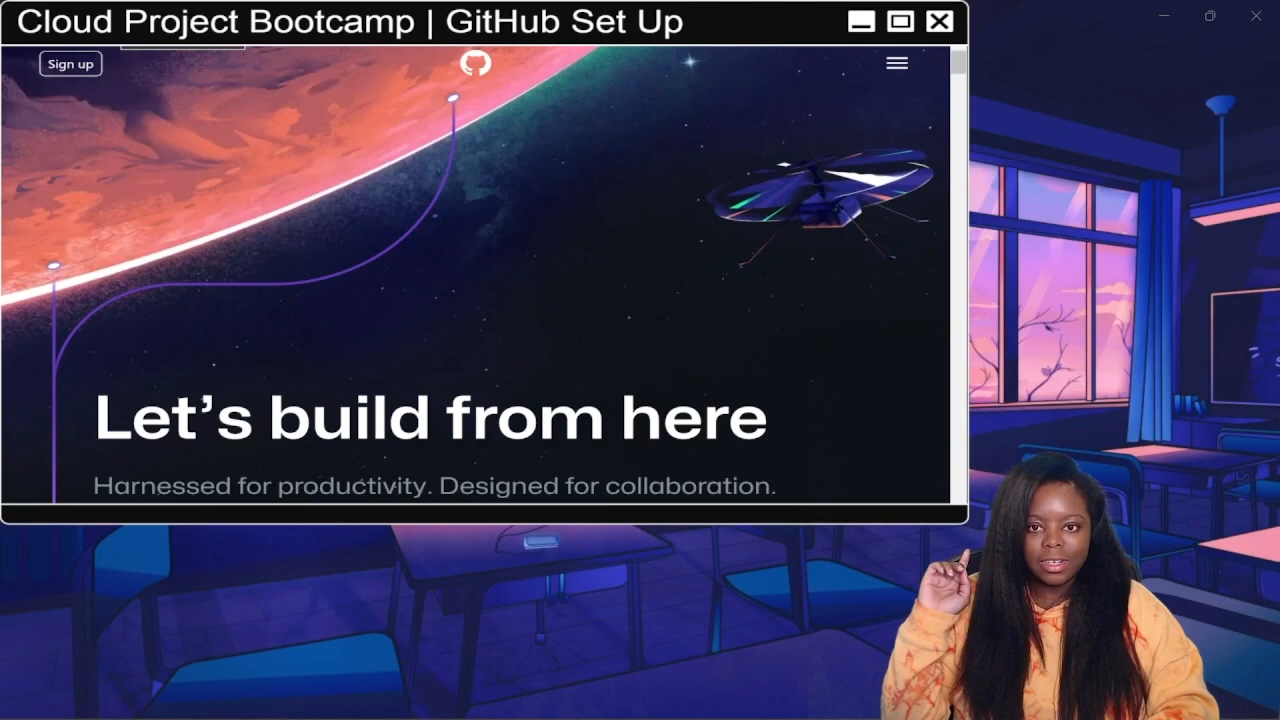 Cloud Project Bootcamp | GitHub Set Up
Sign up
Let's build from here
Harnessed for productivity. Designed for collaboration.